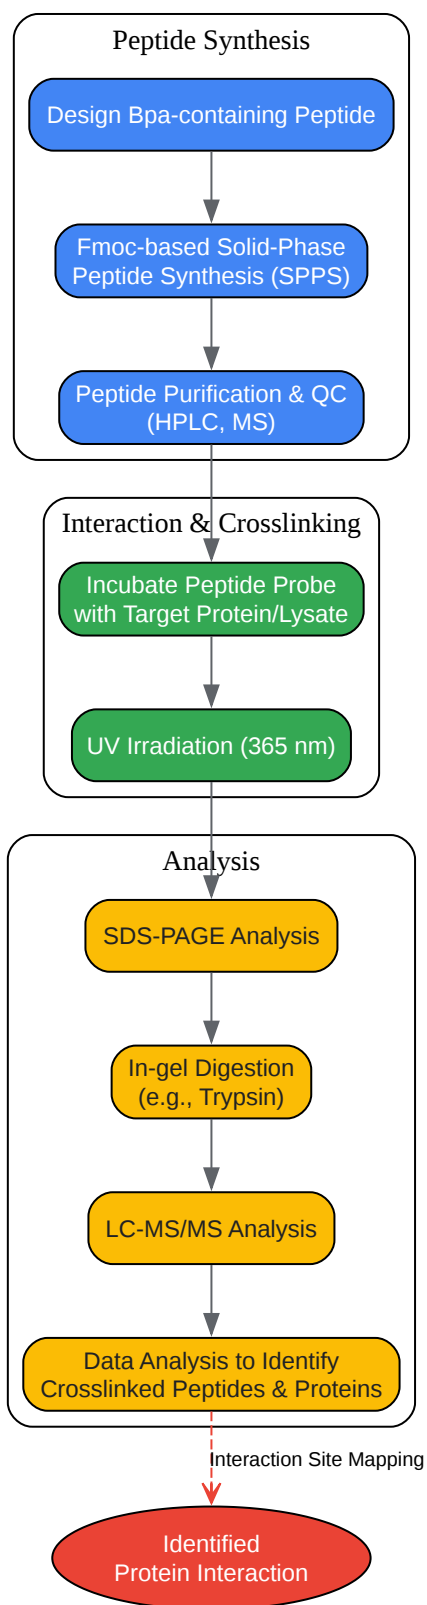 Peptide Synthesis
Design Bpa-containing Peptide
Fmoc-based Solid-Phase
Peptide Synthesis (SPPS)
Peptide Purification & QC
(HPLC, MS)
Interaction & Crosslinking
Incubate Peptide Probe
with Target Protein/Lysate
UV Irradiation (365 nm)
Analysis
SDS-PAGE Analysis
In-gel Digestion
(e.g., Trypsin)
LC-MS/MS Analysis
Data Analysis to Identify
Crosslinked Peptides & Proteins
Interaction Site Mapping
Identified
Protein Interaction